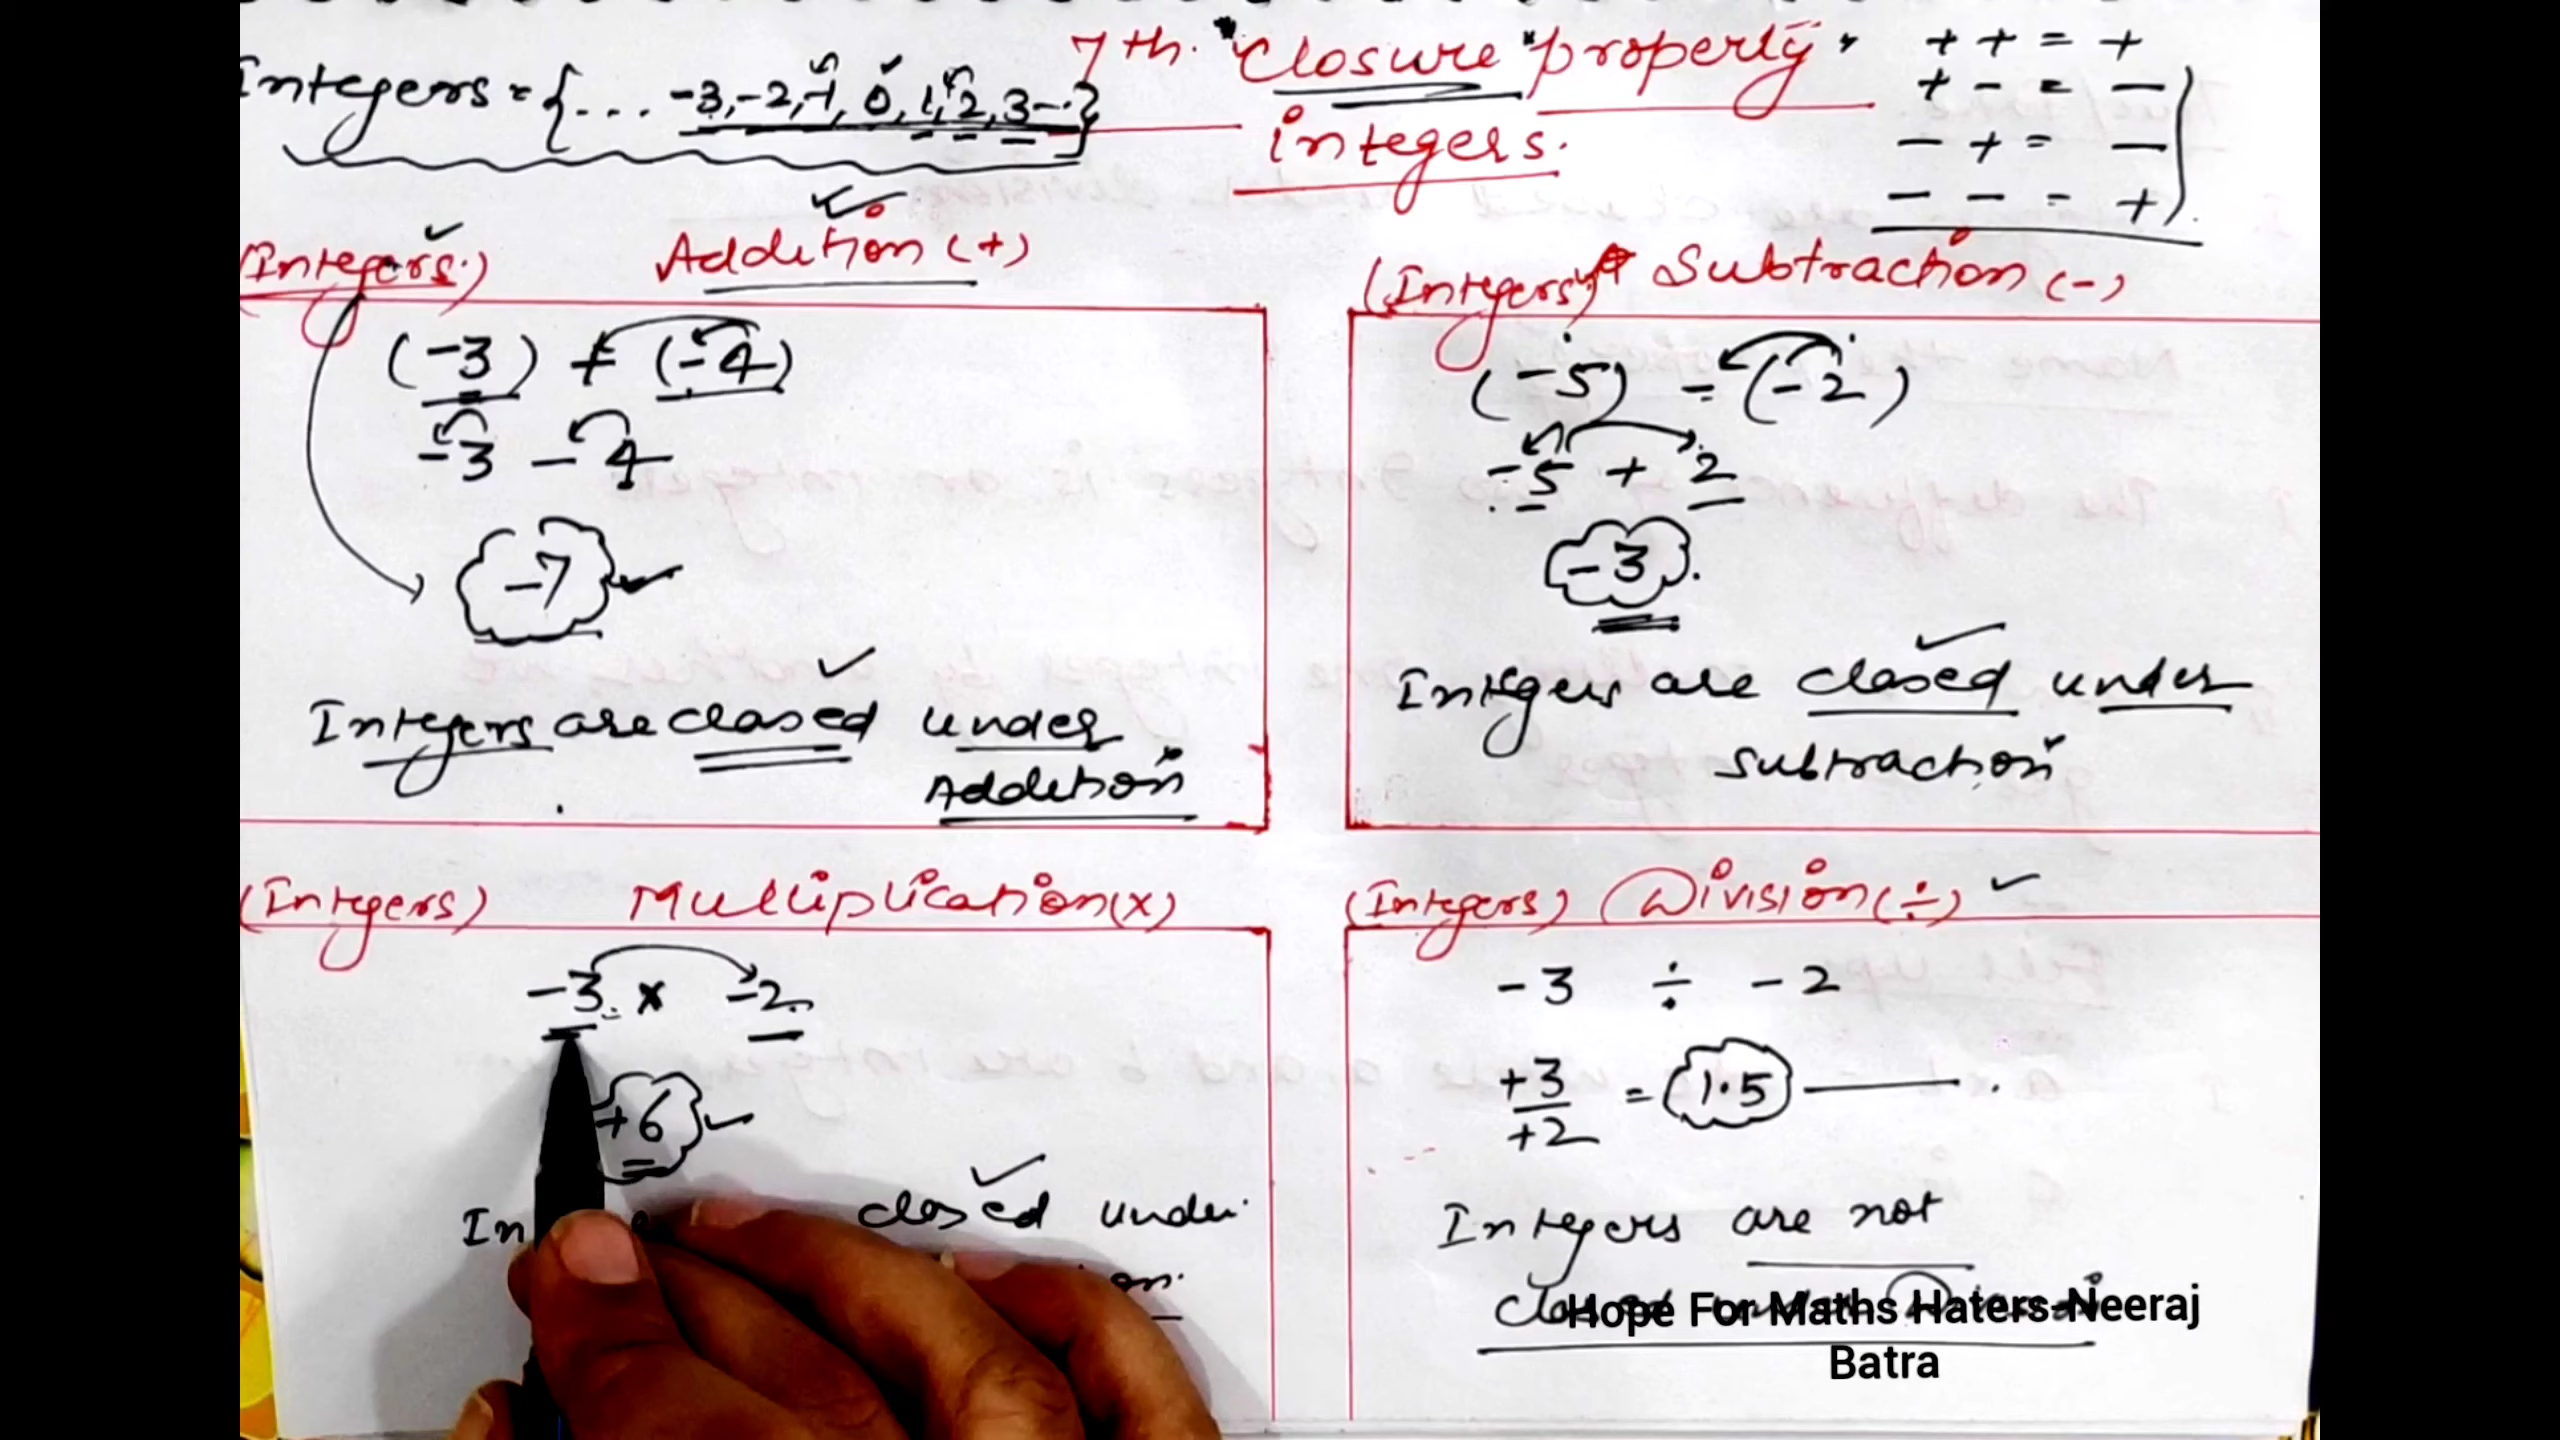 Integers = {... -3, -2, -1, 0, 1, 2, 3 --- }
7th. "Closure" property.
integers.
+ + = +
+ - = -
- + = -
- - = +
(Integers.) Addition (+)
(-3) + (-4)
-3 - 4
-7
Integers are closed under
Addition
(Integers) Subtraction (-)
(-5) - (-2)
-5 + 2
-3
Integers are closed under
Subtraction
(Integers) Multiplication (x)
-3 x -2
+6
closed under
(Integers) Division (÷)
-3 ÷ -2
+3
+2
= 1.5
Integers are not
Hope For Maths Haters-Neeraj
Batra